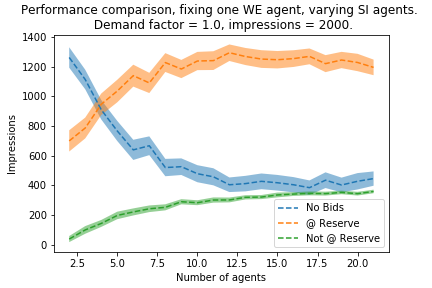 Performance comparison, fixing one WE agent, varying SI agents.
Demand factor = 1.0, impressions = 2000.
1400
1200
1000
800
600
400
200
0
Impressions
No Bids
@ Reserve
Not @ Reserve
2.5 5.0 7.5 10.0 12.5 15.0 17.5 20.0
Number of agents